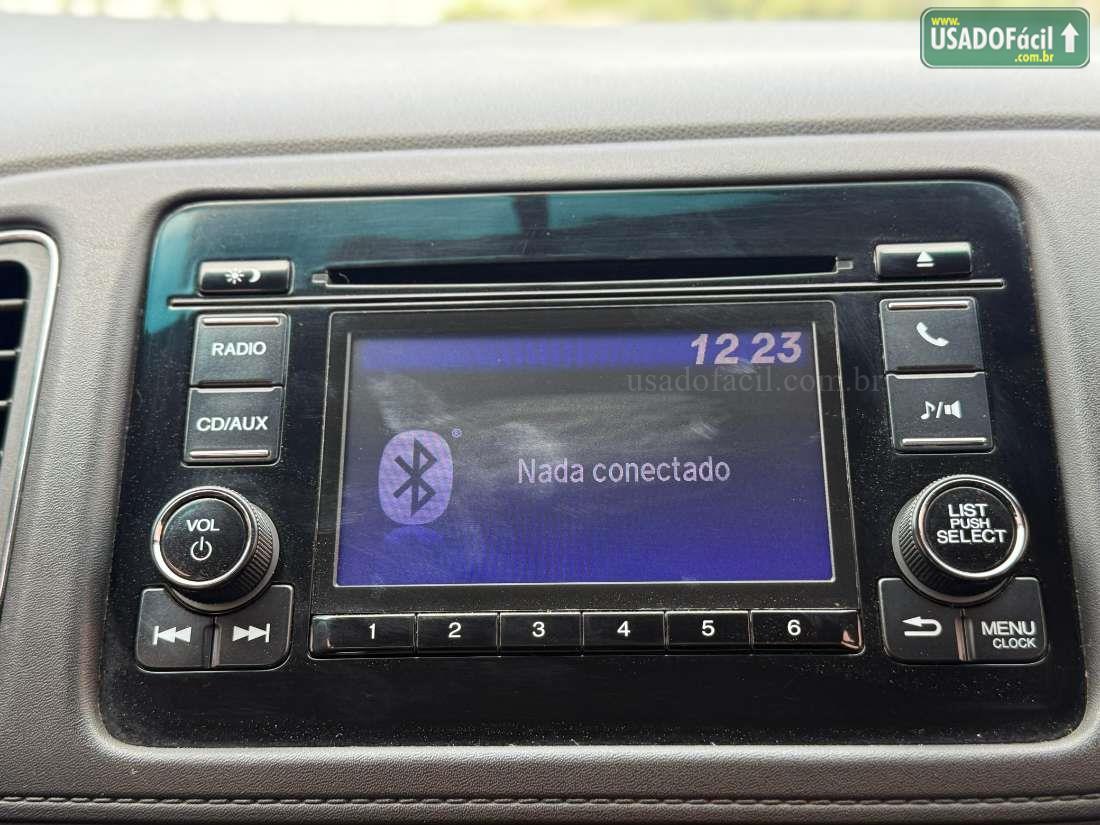 www.
USADOFácil
.com.br
RADIO
CD/AUX
12 23
usadofacil.com.br
Nada conectado
®
VOL
LIST
PUSH
SELECT
1 2 3 4 5 6
MENU
CLOCK